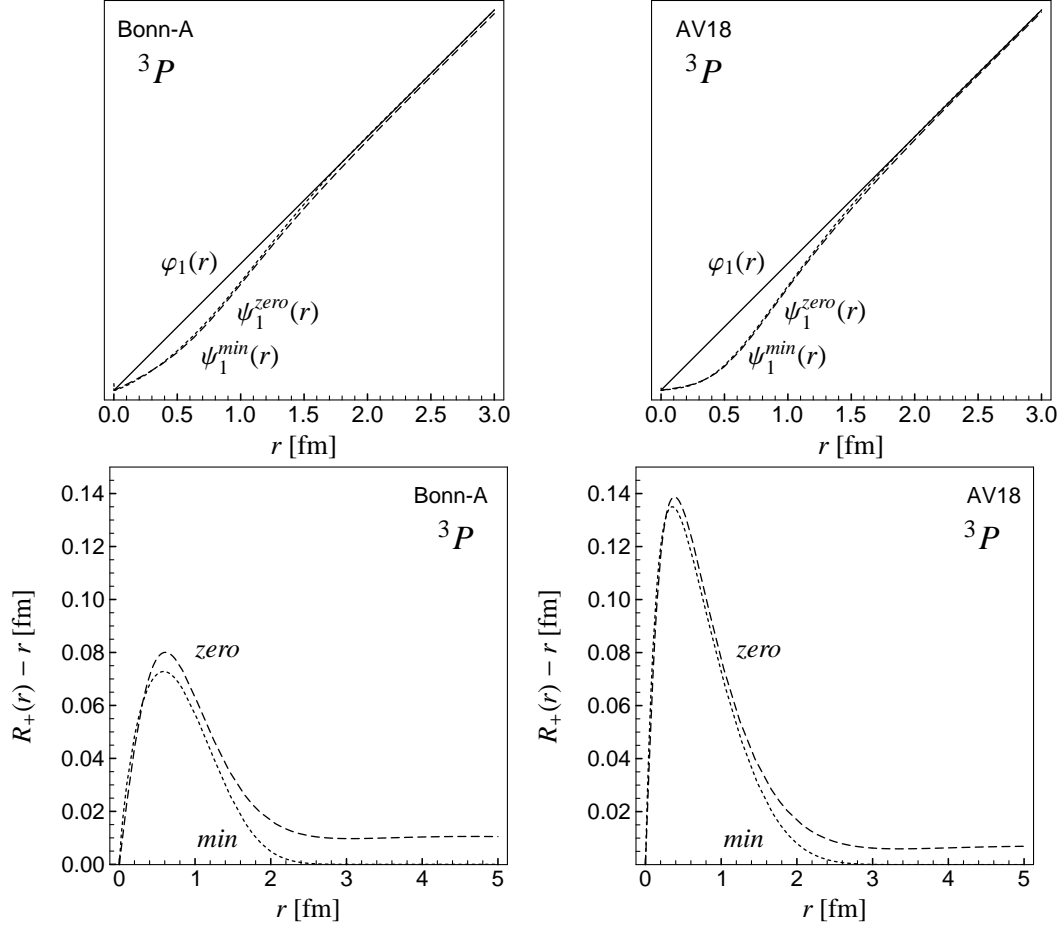 Bonn-A
³P
φ₁(r)
ψ₁^{zero}(r)
ψ₁^{min}(r)
0.0 0.5 1.0 1.5 2.0 2.5 3.0
r [fm]
AV18
³P
φ₁(r)
ψ₁^{zero}(r)
ψ₁^{min}(r)
0.0 0.5 1.0 1.5 2.0 2.5 3.0
r [fm]
Bonn-A
³P
0.14
0.12
0.10
0.08
0.06
0.04
0.02
0.00
R₊(r) − r [fm]
zero
min
0 1 2 3 4 5
r [fm]
AV18
³P
0.14
0.12
0.10
0.08
0.06
0.04
0.02
R₊(r) − r [fm]
zero
min
0 1 2 3 4 5
r [fm]